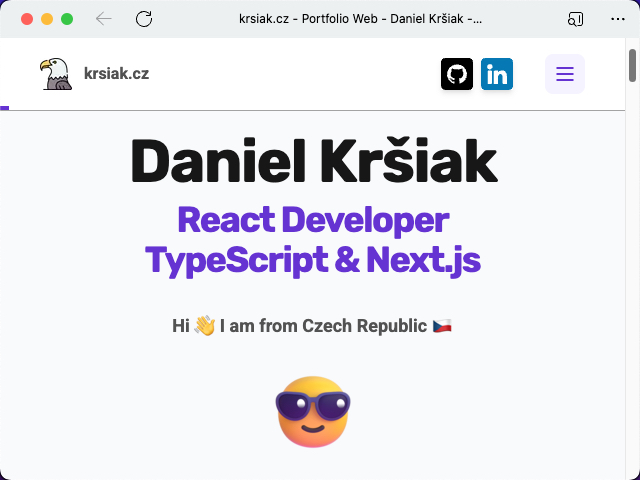 krsiak.cz - Portfolio Web - Daniel Kršiak -...
krsiak.cz
in
Daniel Kršiak
React Developer
TypeScript & Next.js
Hi 👋 I am from Czech Republic 🇨🇿